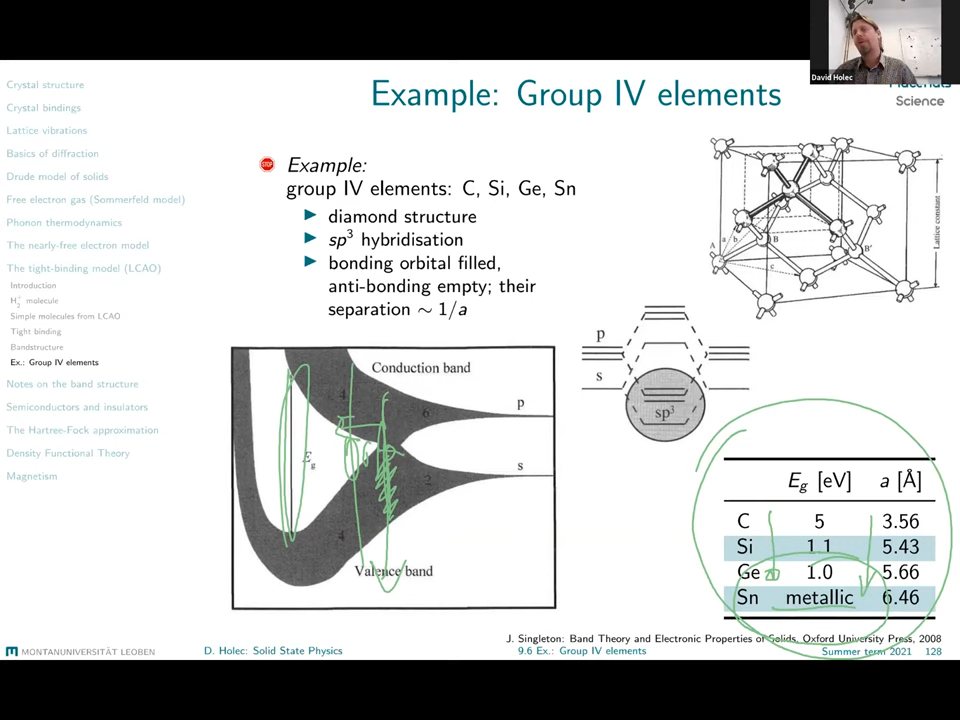 David Holec
Materials
Science
Example: Group IV elements
Crystal structure
Crystal bindings
Lattice vibrations
Basics of diffraction
Drude model of solids
Free electron gas (Sommerfeld model)
Phonon thermodynamics
The nearly-free electron model
The tight-binding model (LCAO)
Introduction
H₂⁺ molecule
Simple molecules from LCAO
Tight binding
Bandstructure
Ex.: Group IV elements
Notes on the band structure
Semiconductors and insulators
The Hartree-Fock approximation
Density Functional Theory
Magnetism
STOP
Example:
group IV elements: C, Si, Ge, Sn
diamond structure
sp³ hybridisation
bonding orbital filled,
anti-bonding empty; their
separation ∼ 1/a
A a b B B' c
Lattice constant
p
s
sp³
Conduction band
4 6 p
E_g s
4 2
Valence band
E_g [eV] a [Å]
C 5 3.56
Si 1.1 5.43
Ge 1.0 5.66
Sn metallic 6.46
J. Singleton: Band Theory and Electronic Properties of Solids, Oxford University Press, 2008
MONTANUNIVERSITÄT LEOBEN D. Holec: Solid State Physics 9.6 Ex.: Group IV elements Summer term 2021 128